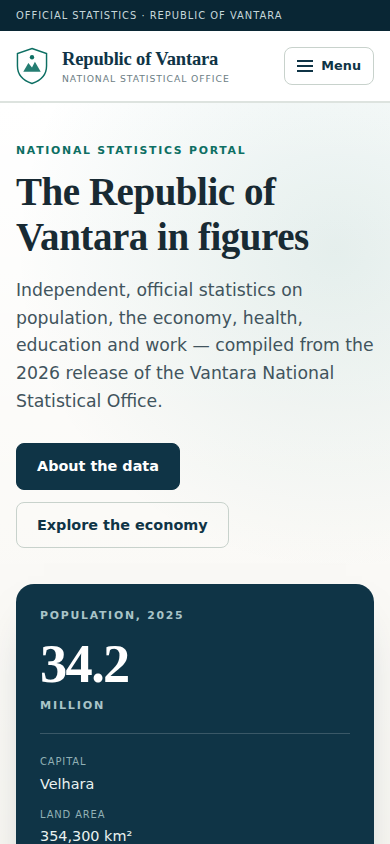 OFFICIAL STATISTICS · REPUBLIC OF VANTARA
Republic of Vantara
NATIONAL STATISTICAL OFFICE
Menu
NATIONAL STATISTICS PORTAL
The Republic of
Vantara in figures
Independent, official statistics on
population, the economy, health,
education and work — compiled from the
2026 release of the Vantara National
Statistical Office.
About the data
Explore the economy
POPULATION, 2025
34.2
MILLION
CAPITAL
Velhara
LAND AREA
354,300 km²